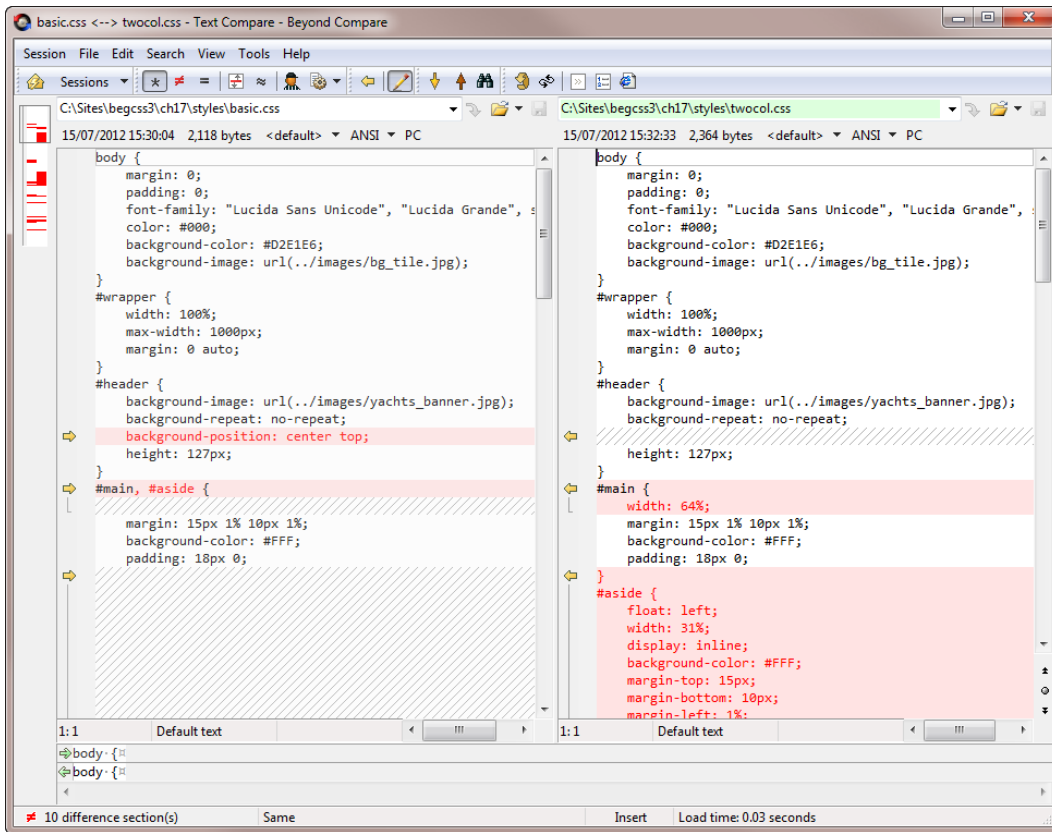 basic.css <--> twocol.css - Text Compare - Beyond Compare
Session File Edit Search View Tools Help
Sessions
C:\Sites\begcss3\ch17\styles\basic.css
15/07/2012 15:30:04 2,118 bytes <default> ANSI PC
body {
margin: 0;
padding: 0;
font-family: "Lucida Sans Unicode", "Lucida Grande",
color: #000;
background-color: #D2E1E6;
background-image: url(../images/bg_tile.jpg);
}
#wrapper {
width: 100%;
max-width: 1000px;
margin: 0 auto;
}
#header {
background-image: url(../images/yachts_banner.jpg);
background-repeat: no-repeat;
background-position: center top;
height: 127px;
}
#main, #aside {
margin: 15px 1% 10px 1%;
background-color: #FFF;
padding: 18px 0;
1: 1 Default text
C:\Sites\begcss3\ch17\styles\twocol.css
15/07/2012 15:32:33 2,364 bytes <default> ANSI PC
body {
margin: 0;
padding: 0;
font-family: "Lucida Sans Unicode", "Lucida Grande",
color: #000;
background-color: #D2E1E6;
background-image: url(../images/bg_tile.jpg);
}
#wrapper {
width: 100%;
max-width: 1000px;
margin: 0 auto;
}
#header {
background-image: url(../images/yachts_banner.jpg);
background-repeat: no-repeat;
height: 127px;
}
#main {
width: 64%;
margin: 15px 1% 10px 1%;
background-color: #FFF;
padding: 18px 0;
}
#aside {
float: left;
width: 31%;
display: inline;
background-color: #FFF;
margin-top: 15px;
margin-bottom: 10px;
margin-left: 1%;
1: 1 Default text
body·{¤
body·{¤
10 difference section(s) Same Insert Load time: 0.03 seconds